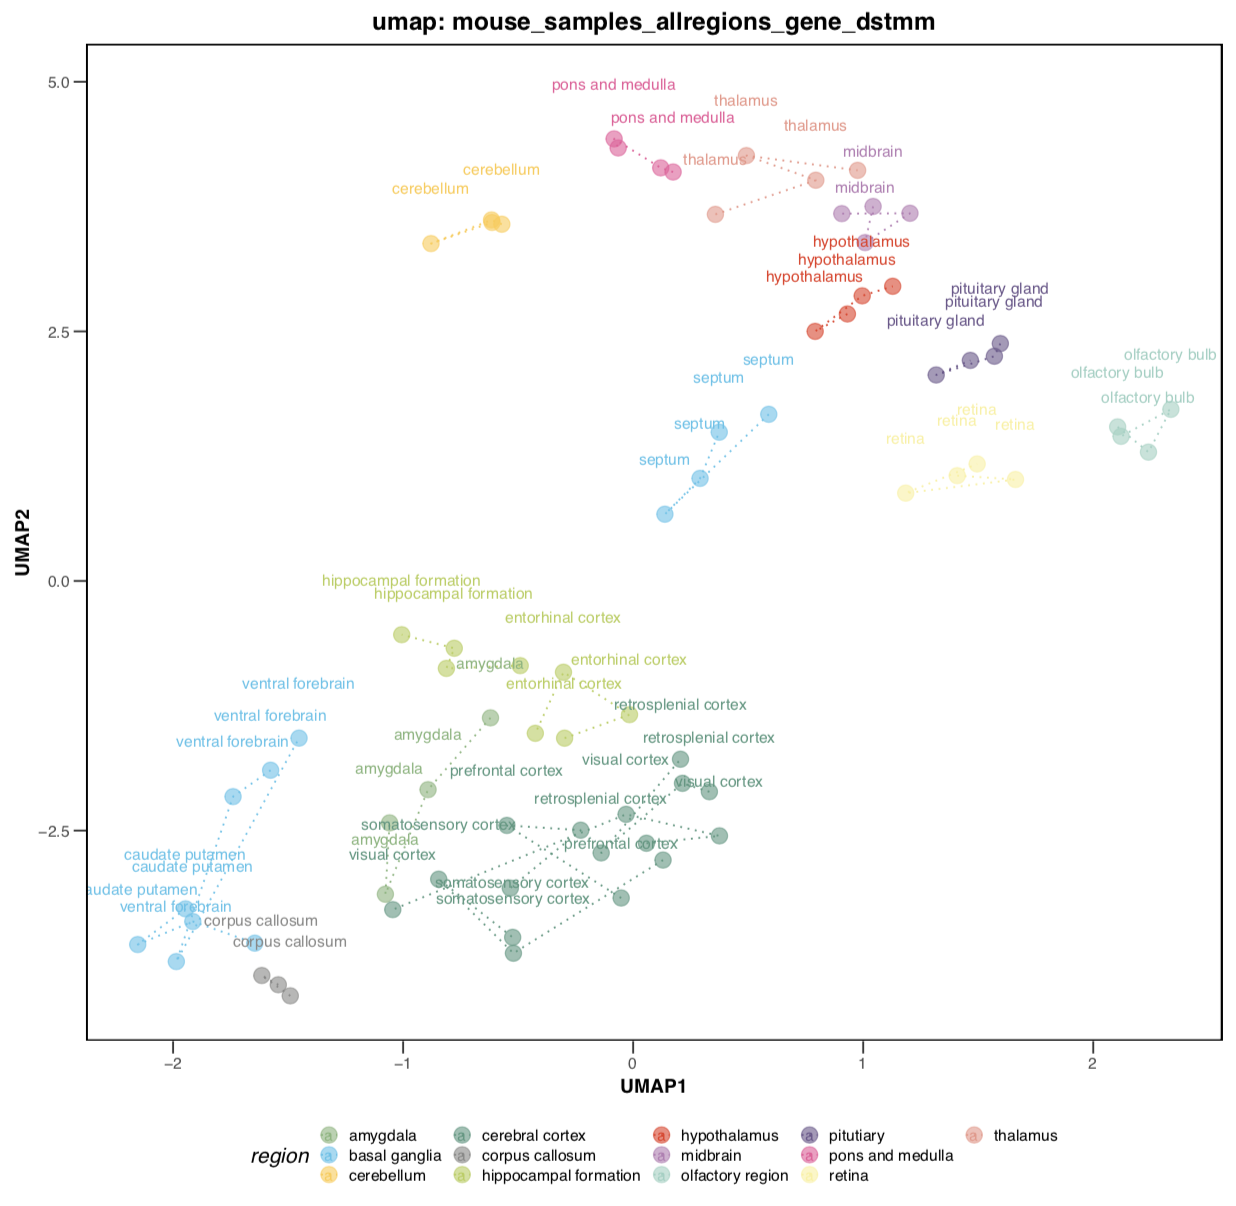 umap: mouse_samples_allregions_gene_dstmm
5.0
pons and medulla
thalamus
pons and medulla
thalamus
midbrain
thalamus
cerebellum
cerebellum
midbrain
hypothalamus
hypothalamus
hypothalamus
pituitary gland
pituitary gland
pituitary gland
2.5
olfactory bulb
septum
olfactory bulb
septum
olfactory bulb
retina
retina
retina
septum
retina
septum
UMAP2
0.0
hippocampal formation
hippocampal formation
entorhinal cortex
entorhinal cortex
amygdala
ventral forebrain
entorhinal cortex
retrosplenial cortex
ventral forebrain
amygdala
retrosplenial cortex
ventral forebrain
visual cortex
amygdala
prefrontal cortex
visual cortex
retrosplenial cortex
−2.5
somatosensory cortex
amygdala
prefrontal cortex
caudate putamen
visual cortex
caudate putamen
somatosensory cortex
audate putamen
somatosensory cortex
ventral forebrain
corpus callosum
corpus callosum
−2
−1
0
1
2
UMAP1
region
a amygdala
a basal ganglia
a cerebellum
a cerebral cortex
a corpus callosum
a hippocampal formation
a hypothalamus
a midbrain
a olfactory region
a pitutiary
a pons and medulla
a retina
a thalamus